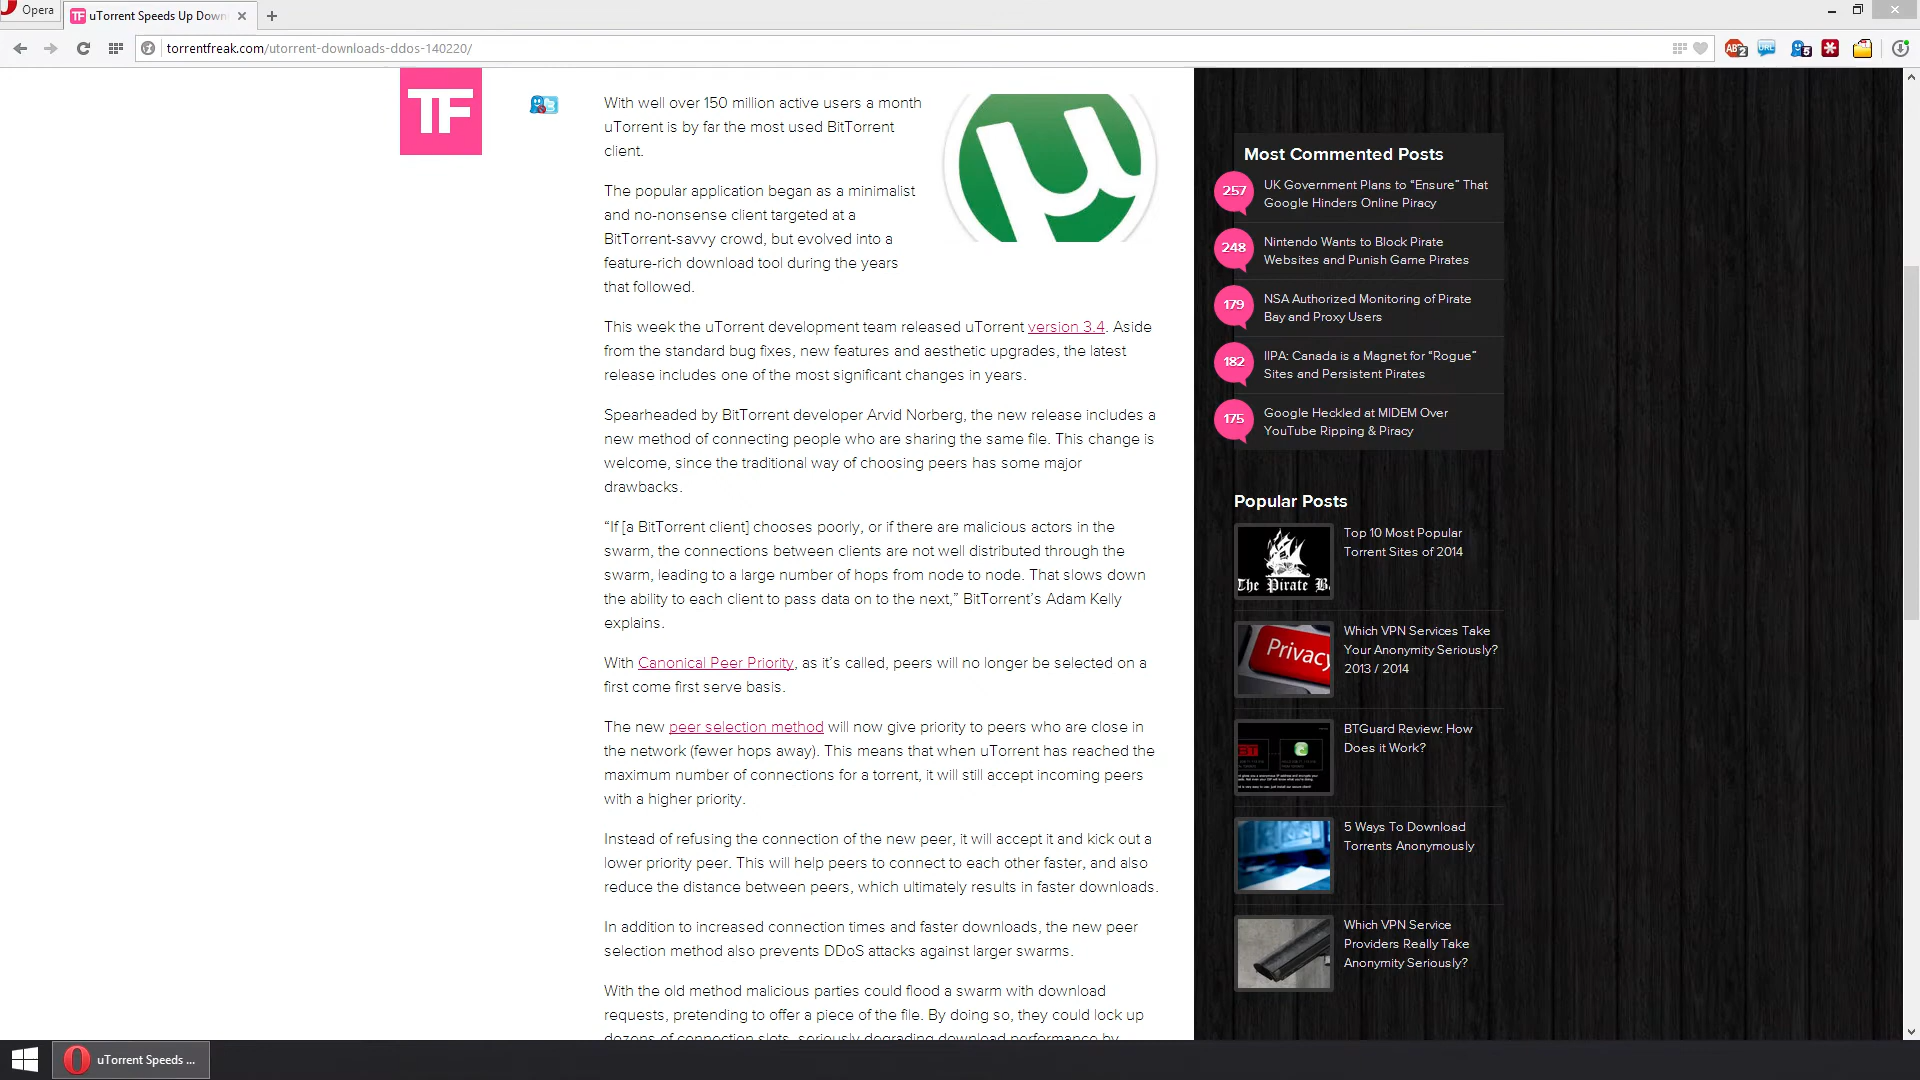 Opera
uTorrent Speeds Up Down
torrentfreak.com/utorrent-downloads-ddos-140220/
ABP 2
URL
5
TF
With well over 150 million active users a month
uTorrent is by far the most used BitTorrent
client.
The popular application began as a minimalist
and no-nonsense client targeted at a
BitTorrent-savvy crowd, but evolved into a
feature-rich download tool during the years
that followed.
This week the uTorrent development team released uTorrent version 3.4. Aside
from the standard bug fixes, new features and aesthetic upgrades, the latest
release includes one of the most significant changes in years.
Spearheaded by BitTorrent developer Arvid Norberg, the new release includes a
new method of connecting people who are sharing the same file. This change is
welcome, since the traditional way of choosing peers has some major
drawbacks.
“If [a BitTorrent client] chooses poorly, or if there are malicious actors in the
swarm, the connections between clients are not well distributed through the
swarm, leading to a large number of hops from node to node. That slows down
the ability to each client to pass data on to the next,” BitTorrent’s Adam Kelly
explains.
With Canonical Peer Priority, as it’s called, peers will no longer be selected on a
first come first serve basis.
The new peer selection method will now give priority to peers who are close in
the network (fewer hops away). This means that when uTorrent has reached the
maximum number of connections for a torrent, it will still accept incoming peers
with a higher priority.
Instead of refusing the connection of the new peer, it will accept it and kick out a
lower priority peer. This will help peers to connect to each other faster, and also
reduce the distance between peers, which ultimately results in faster downloads.
In addition to increased connection times and faster downloads, the new peer
selection method also prevents DDoS attacks against larger swarms.
With the old method malicious parties could flood a swarm with download
requests, pretending to offer a piece of the file. By doing so, they could lock up
dozens of connection slots, seriously degrading download performance by
Most Commented Posts
257
UK Government Plans to “Ensure” That
Google Hinders Online Piracy
248
Nintendo Wants to Block Pirate
Websites and Punish Game Pirates
179
NSA Authorized Monitoring of Pirate
Bay and Proxy Users
182
IIPA: Canada is a Magnet for “Rogue”
Sites and Persistent Pirates
175
Google Heckled at MIDEM Over
YouTube Ripping & Piracy
Popular Posts
The Pirate B
Top 10 Most Popular
Torrent Sites of 2014
Privacy
Which VPN Services Take
Your Anonymity Seriously?
2013 / 2014
BTGuard Review: How
Does it Work?
5 Ways To Download
Torrents Anonymously
Which VPN Service
Providers Really Take
Anonymity Seriously?
uTorrent Speeds ...